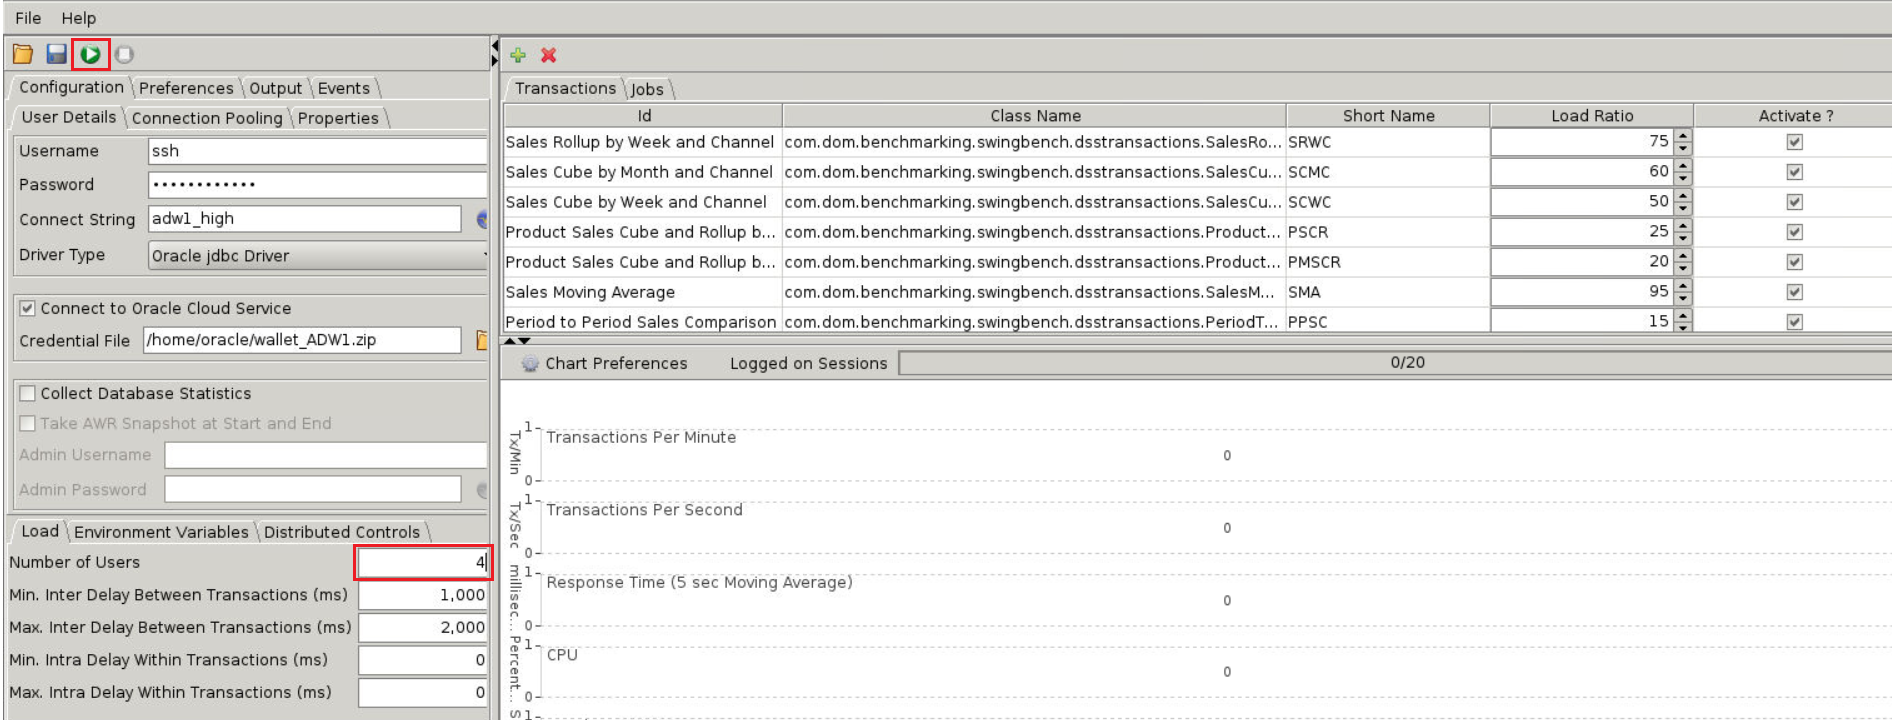 File Help
Configuration Preferences Output Events
User Details Connection Pooling Properties
Username ssh
Password ••••••••••••
Connect String adw1_high
Driver Type Oracle jdbc Driver
Connect to Oracle Cloud Service
Credential File /home/oracle/wallet_ADW1.zip
Collect Database Statistics
Take AWR Snapshot at Start and End
Admin Username
Admin Password
Load Environment Variables Distributed Controls
Number of Users 4
Min. Inter Delay Between Transactions (ms) 1,000
Max. Inter Delay Between Transactions (ms) 2,000
Min. Intra Delay Within Transactions (ms) 0
Max. Intra Delay Within Transactions (ms) 0
Transactions Jobs
Id Class Name Short Name Load Ratio Activate ?
Sales Rollup by Week and Channel com.dom.benchmarking.swingbench.dsstransactions.SalesRo... SRWC 75
Sales Cube by Month and Channel com.dom.benchmarking.swingbench.dsstransactions.SalesCu... SCMC 60
Sales Cube by Week and Channel com.dom.benchmarking.swingbench.dsstransactions.SalesCu... SCWC 50
Product Sales Cube and Rollup b... com.dom.benchmarking.swingbench.dsstransactions.Product... PSCR 25
Product Sales Cube and Rollup b... com.dom.benchmarking.swingbench.dsstransactions.Product... PMSCR 20
Sales Moving Average com.dom.benchmarking.swingbench.dsstransactions.SalesM... SMA 95
Period to Period Sales Comparison com.dom.benchmarking.swingbench.dsstransactions.PeriodT... PPSC 15
Chart Preferences Logged on Sessions 0/20
Tx/Min 1 0 Transactions Per Minute 0
Tx/Sec 1 0 Transactions Per Second 0
millisec... 1 0 Response Time (5 sec Moving Average) 0
Percent... 1 0 CPU 0
S 1